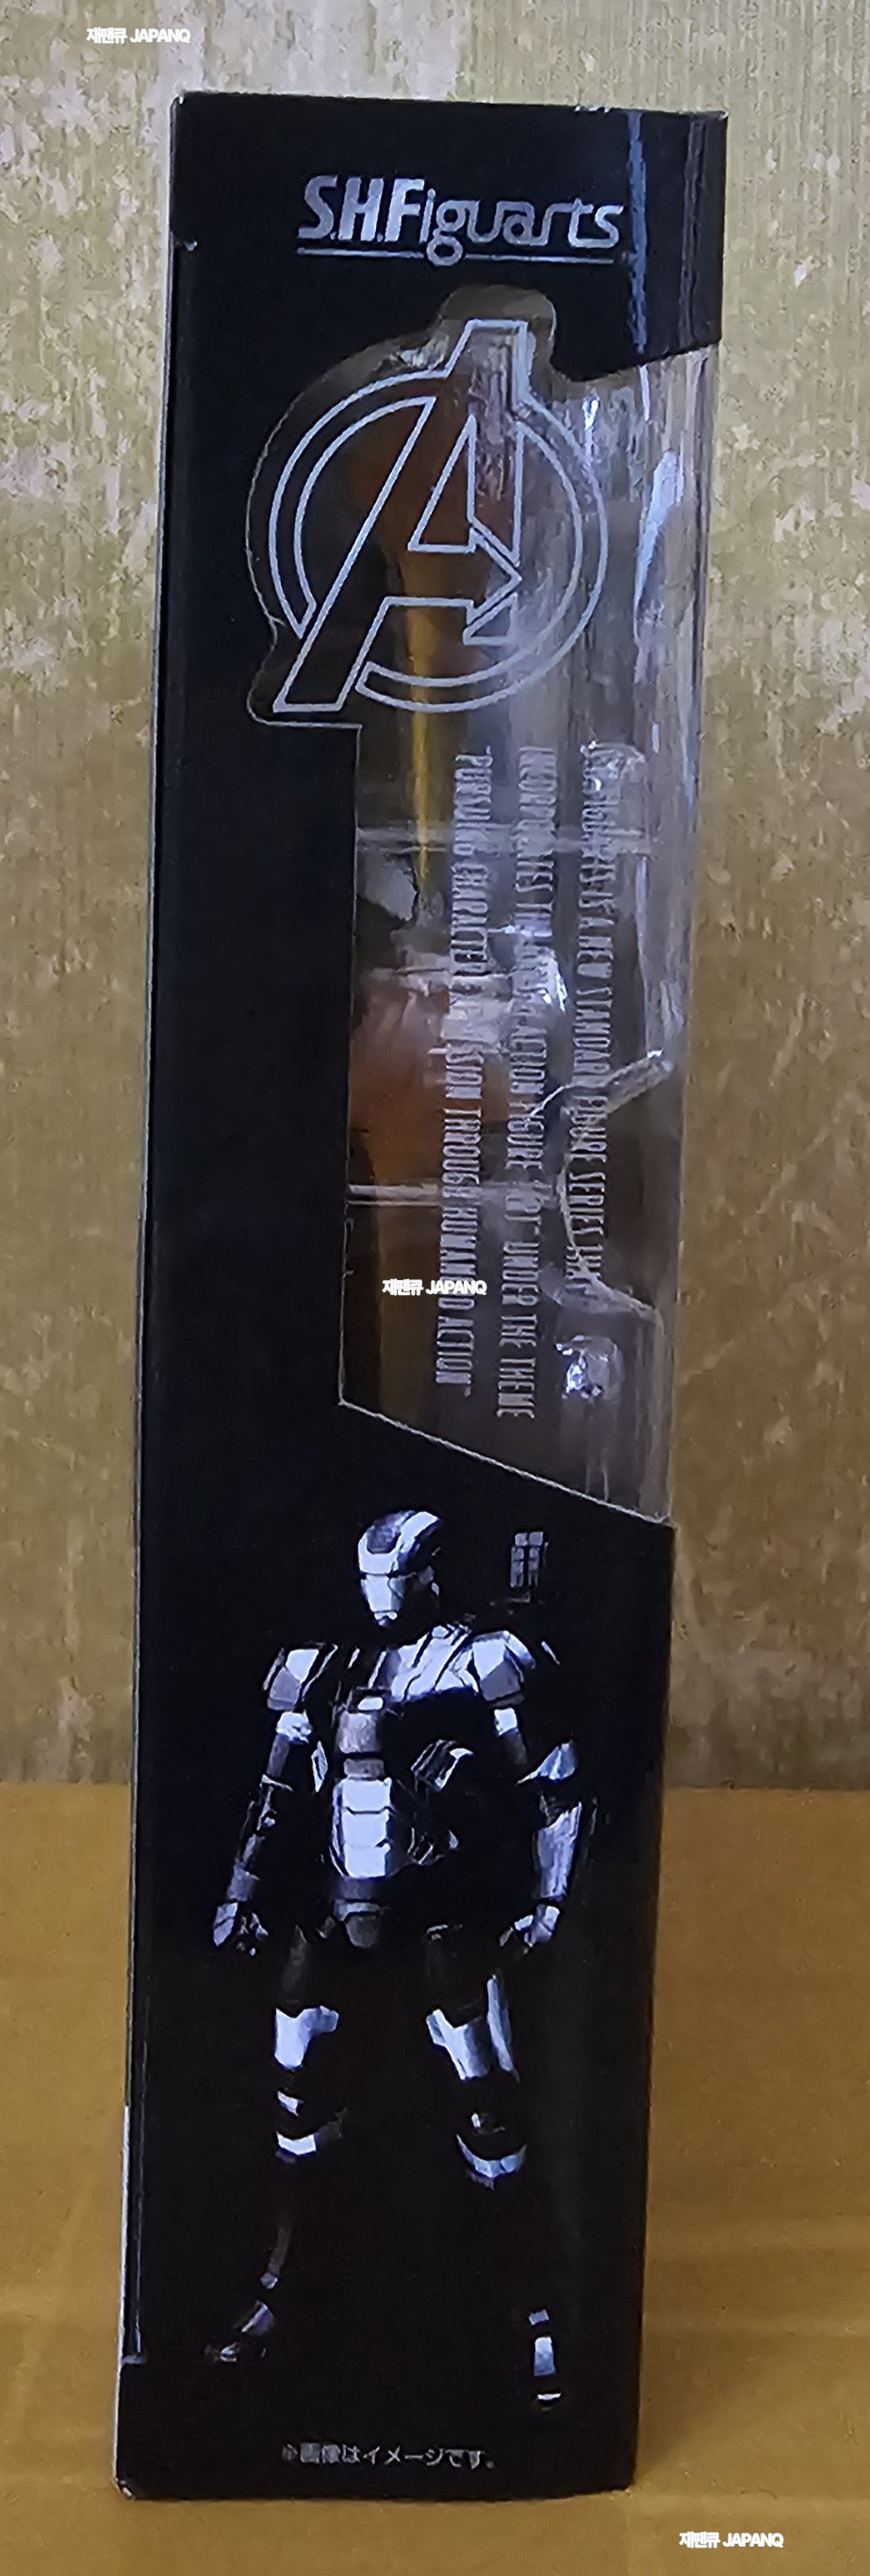 재팬큐 JAPANQ
S.H.Figuarts
S.H.FIGUARTS IS A NEW STANDARD FIGURE SERIES THAT
INCORPORATES THE ACTION FIGURE "ART" UNDER THE THEME
"PURSUING CHARACTER EXPRESSION THROUGH HUMAN BODY ACTION"
재팬큐 JAPANQ
※画像はイメージです。
재팬큐 JAPANQ